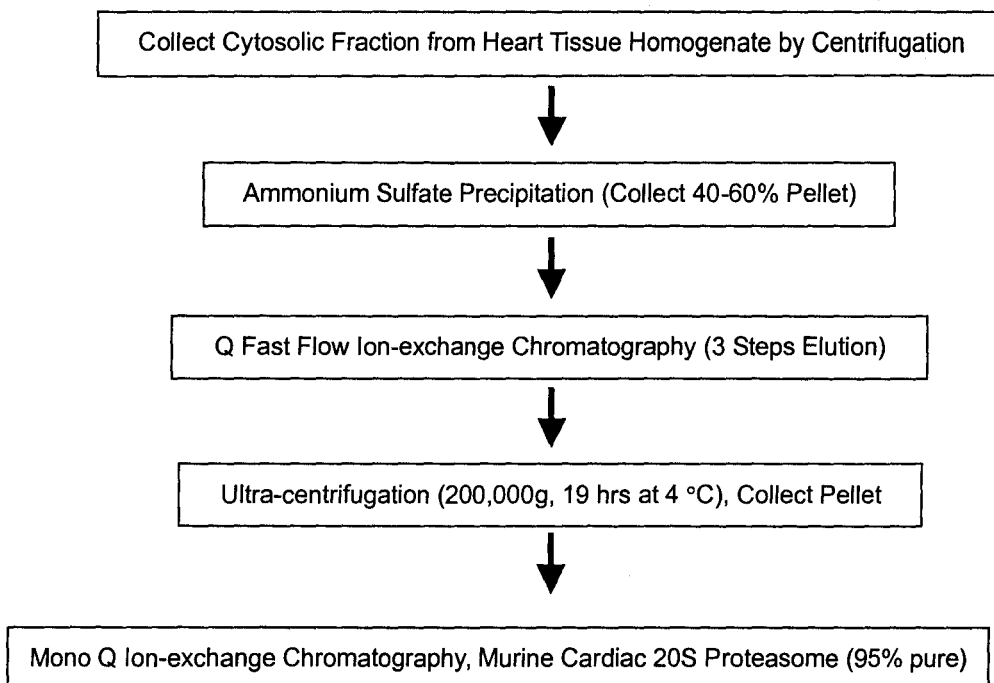 Collect Cytosolic Fraction from Heart Tissue Homogenate by Centrifugation
Ammonium Sulfate Precipitation (Collect 40-60% Pellet)
Q Fast Flow Ion-exchange Chromatography (3 Steps Elution)
Ultra-centrifugation (200,000g, 19 hrs at 4 °C), Collect Pellet
Mono Q Ion-exchange Chromatography, Murine Cardiac 20S Proteasome (95% pure)